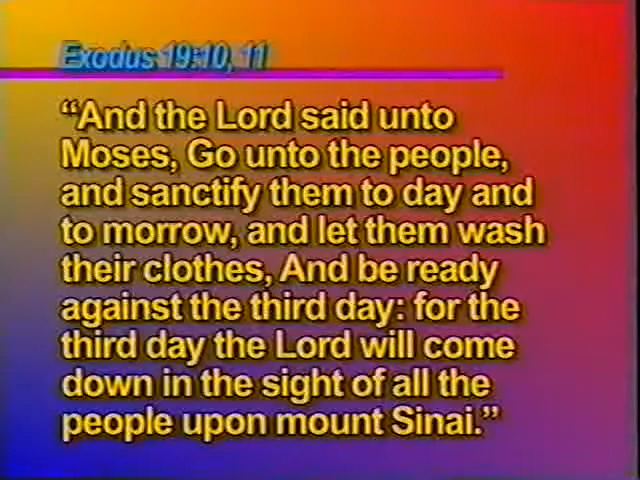 Exodus 19:10, 11
“And the Lord said unto
Moses, Go unto the people,
and sanctify them to day and
to morrow, and let them wash
their clothes, And be ready
against the third day: for the
third day the Lord will come
down in the sight of all the
people upon mount Sinai.”